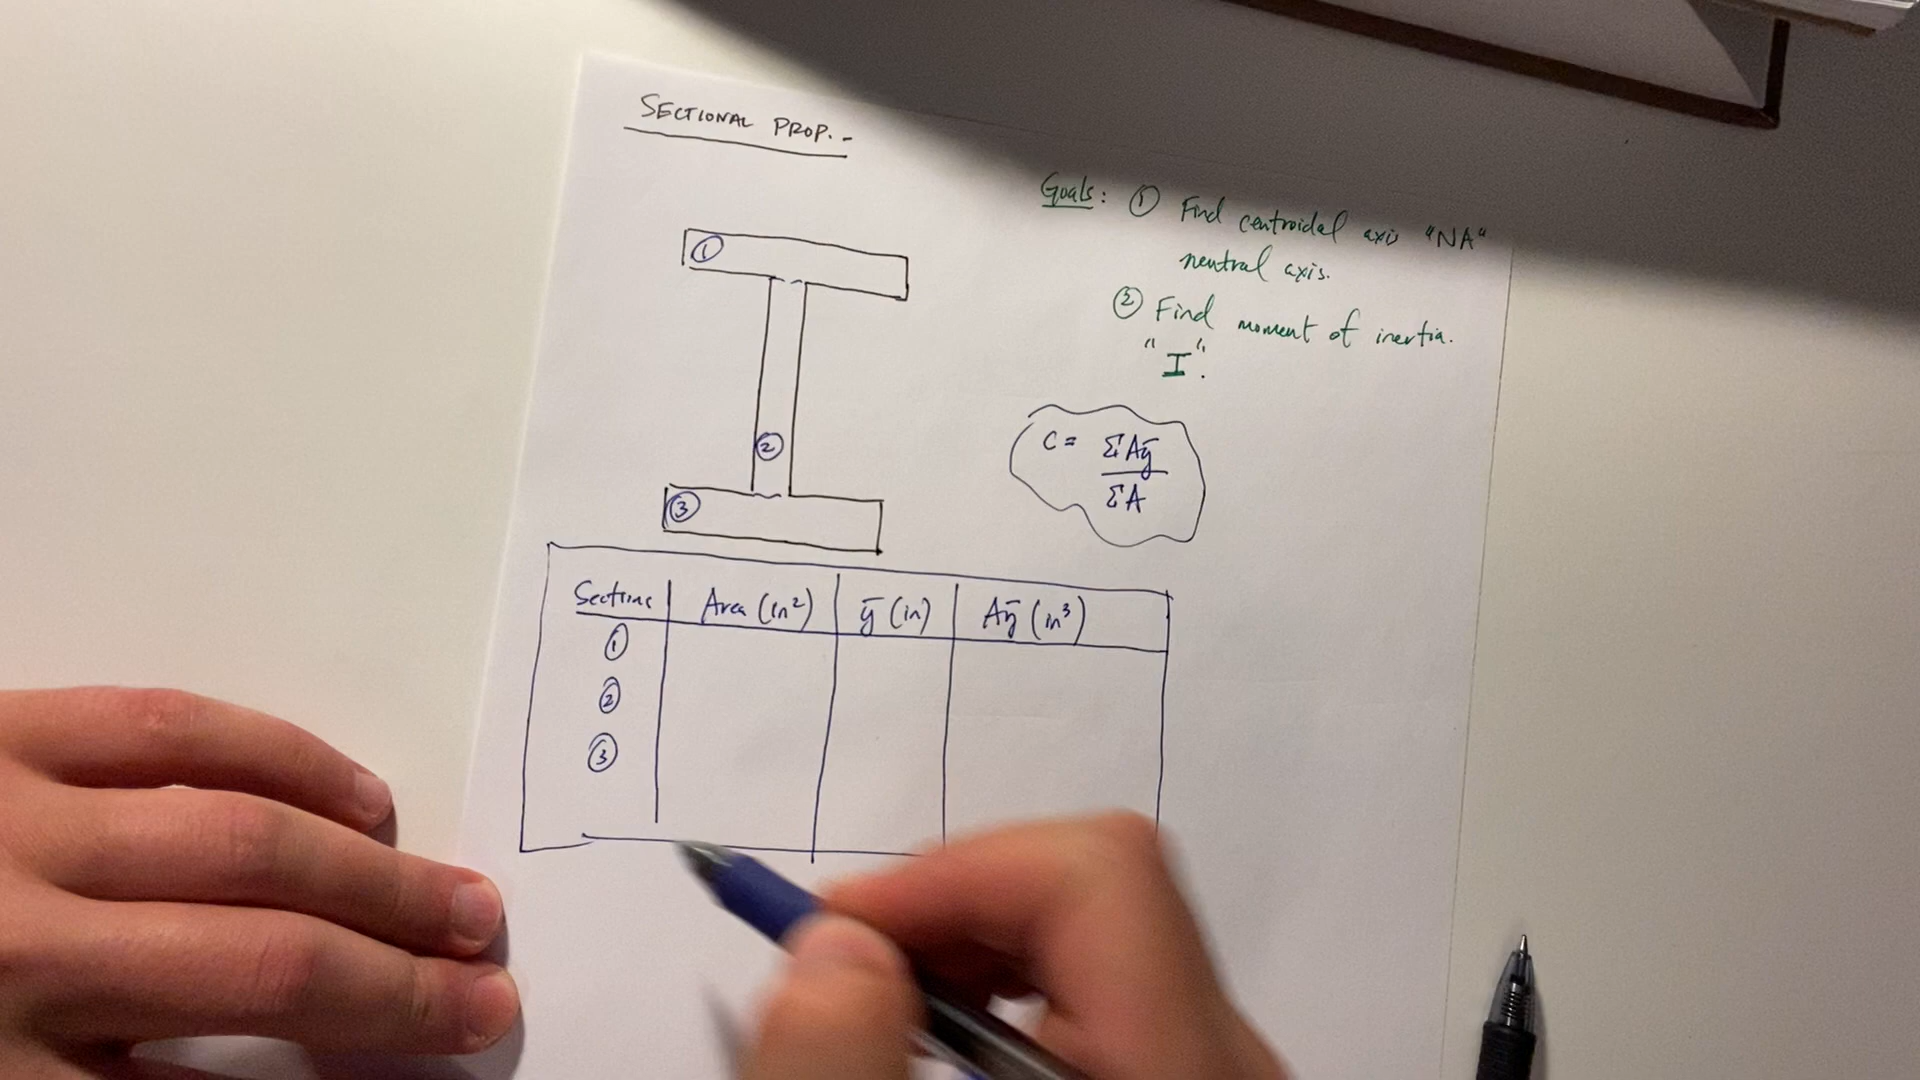 SECTIONAL PROP.-
Goals: ① Find centroidal axis "NA"
neutral axis.
② Find moment of inertia.
"I".
①
②
③
C = ΣAȳ
ΣA
Sections Area (in²) ȳ (in) Aȳ (in³)
①
②
③